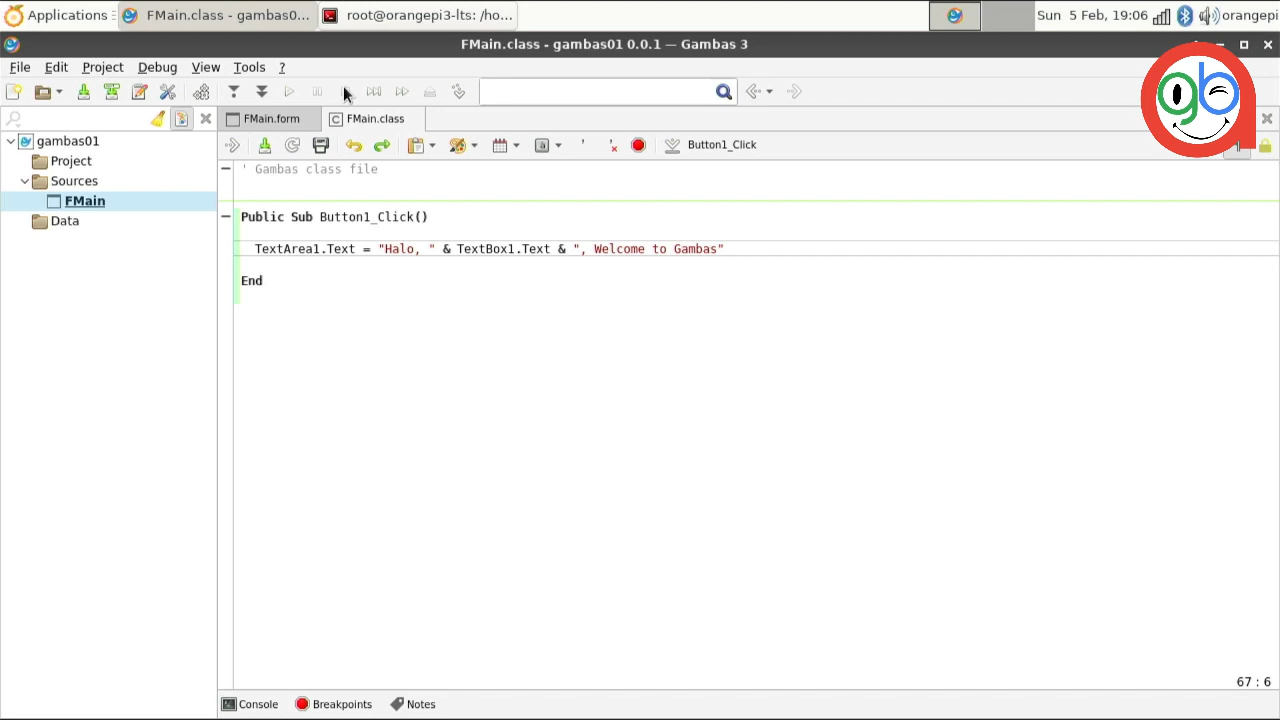 Applications
FMain.class - gambas0...
root@orangepi3-lts: /ho...
Sun 5 Feb, 19:06
orangepi
FMain.class - gambas01 0.0.1 — Gambas 3
File Edit Project Debug View Tools ?
gb
FMain.form
FMain.class
gambas01
Project
Sources
FMain
Data
Button1_Click
' Gambas class file
Public Sub Button1_Click()
TextArea1.Text = "Halo, " & TextBox1.Text & ", Welcome to Gambas"
End
67 : 6
Console Breakpoints Notes